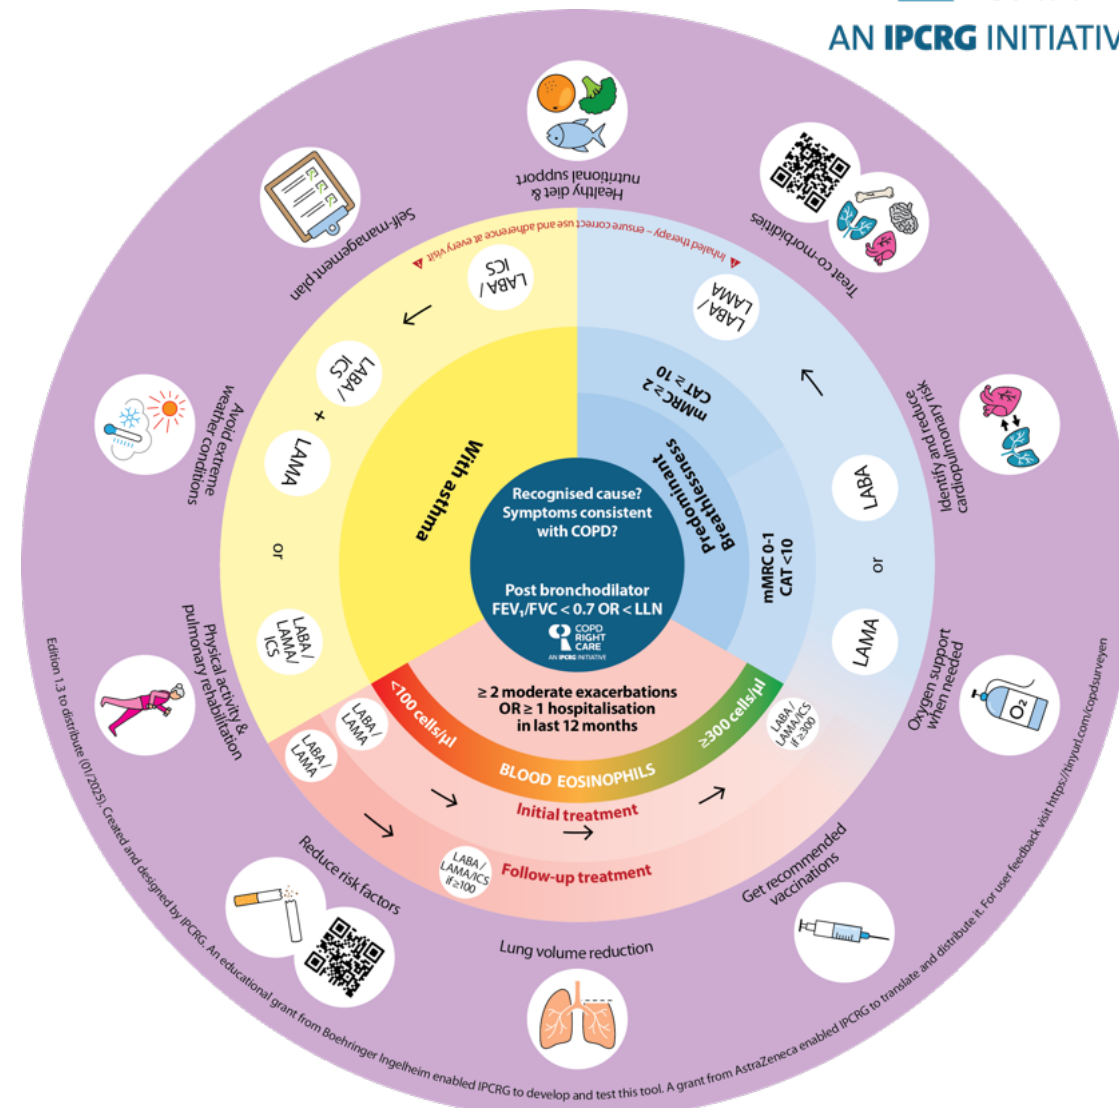 AN IPCRG INITIATIV
Healthy diet &
nutritional support
Treat co-morbidities
Identify and reduce
cardiopulmonary risk
Oxygen support
when needed
Get recommended
vaccinations
Lung volume reduction
Reduce risk factors
Physical activity &
pulmonary rehabilitation
Avoid extreme
weather conditions
Self-management plan
Inhaled therapy – ensure correct use and adherence at every visit
LABA /
ICS
LABA /
ICS
+
LAMA
or
LABA /
LAMA/
ICS
With asthma
LABA /
LAMA
mMRC ≥ 2
CAT ≥ 10
Predominant
Breathlessness
mMRC 0-1
CAT <10
LABA
or
LAMA
O2
Recognised cause?
Symptoms consistent
with COPD?
Post bronchodilator
FEV₁/FVC < 0.7 OR < LLN
COPD
RIGHT
CARE
AN IPCRG INITIATIVE
≥ 2 moderate exacerbations
OR ≥ 1 hospitalisation
in last 12 months
<100 cells/µl
BLOOD EOSINOPHILS
≥300 cells/µl
LABA /
LAMA
Initial treatment
LABA /
LAMA/ICS
if ≥300
LABA /
LAMA
LABA /
LAMA/ICS
if ≥100
Follow-up treatment
Edition 1.3 to distribute (01/2025). Created and designed by IPCRG. An educational grant from Boehringer Ingelheim enabled IPCRG to develop and test this tool. A grant from AstraZeneca enabled IPCRG to translate and distribute it. For user feedback visit https://tinyurl.com/copdsurveyen